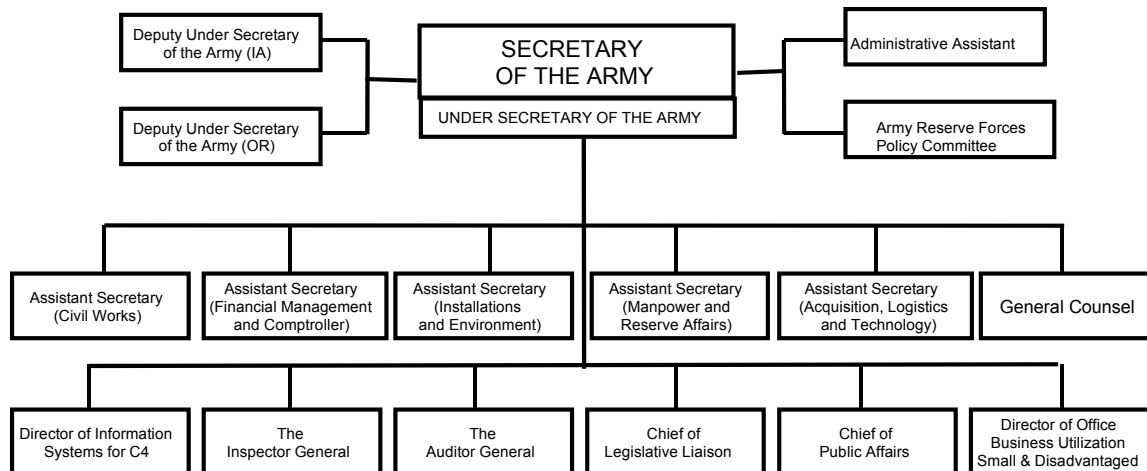 Deputy Under Secretary
of the Army (IA)
SECRETARY
OF THE ARMY
UNDER SECRETARY OF THE ARMY
Administrative Assistant
Deputy Under Secretary
of the Army (OR)
Army Reserve Forces
Policy Committee
Assistant Secretary
(Civil Works)
Assistant Secretary
(Financial Management
and Comptroller)
Assistant Secretary
(Installations
and Environment)
Assistant Secretary
(Manpower and
Reserve Affairs)
Assistant Secretary
(Acquisition, Logistics
and Technology)
General Counsel
Director of Information
Systems for C4
The
Inspector General
The
Auditor General
Chief of
Legislative Liaison
Chief of
Public Affairs
Director of Office
Business Utilization
Small & Disadvantaged